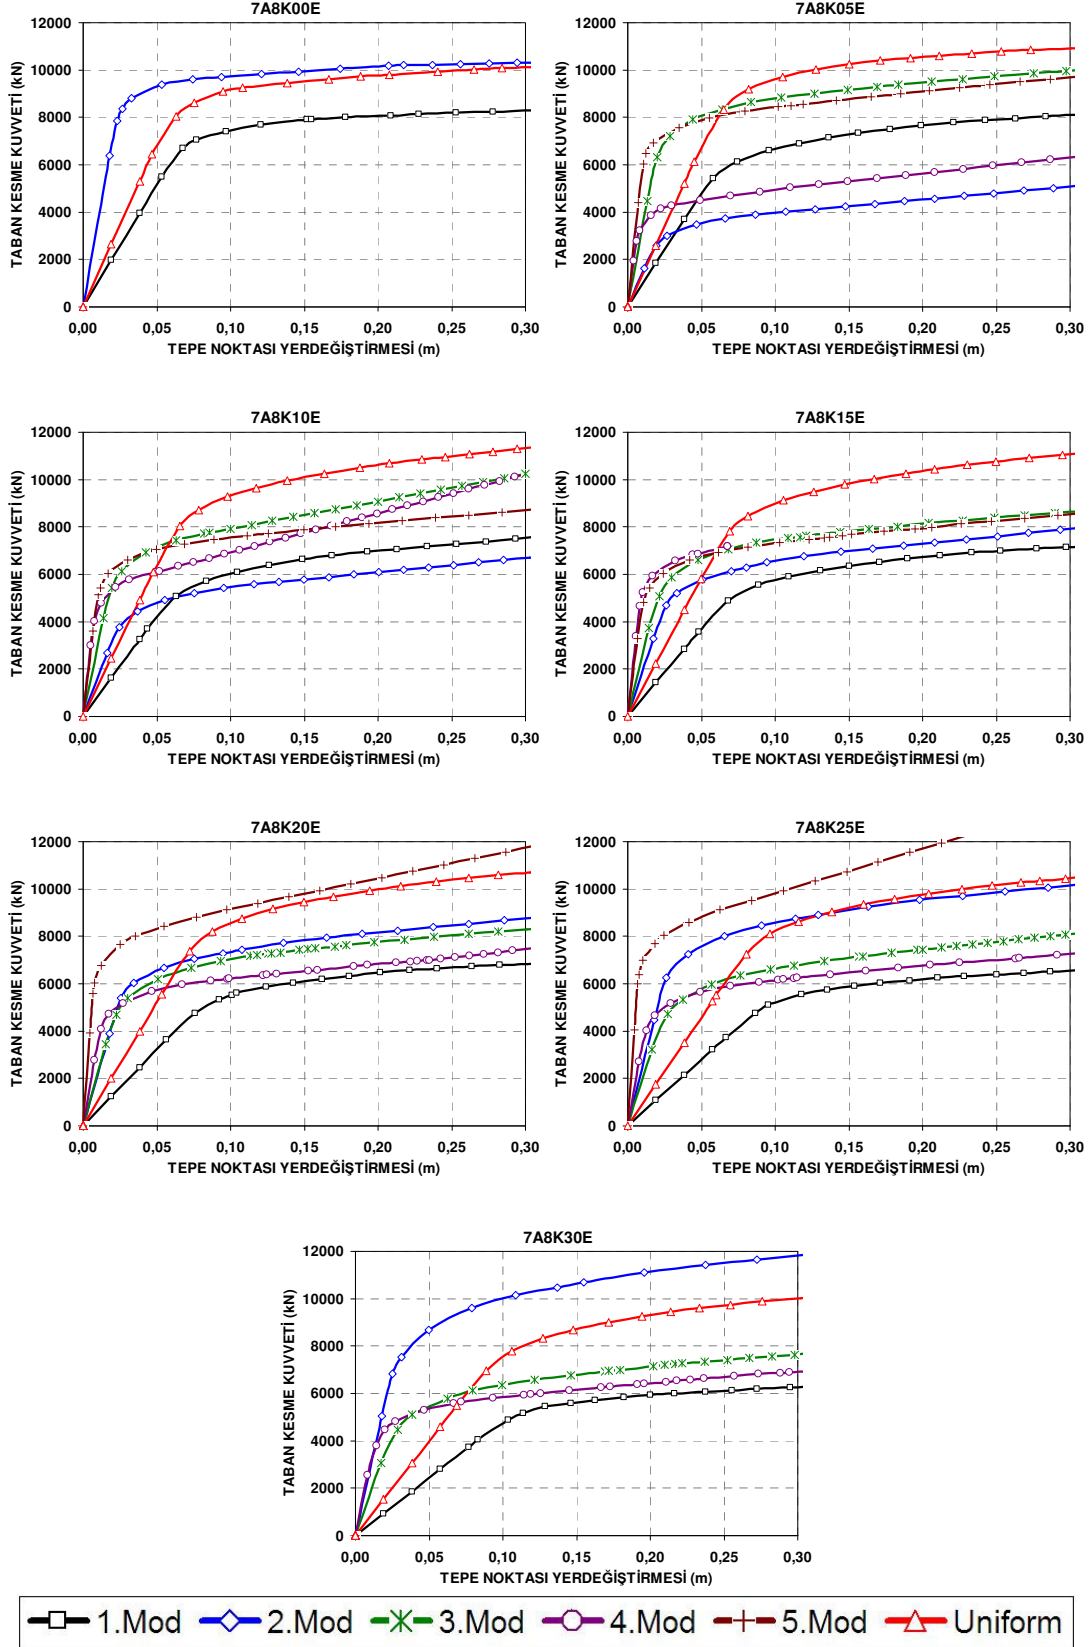 7A8K00E
TABAN KESME KUVVETİ (kN)
12000
10000
8000
6000
4000
2000
0
0,00 0,05 0,10 0,15 0,20 0,25 0,30
TEPE NOKTASI YERDEĞİŞTİRMESİ (m)
7A8K05E
TABAN KESME KUVVETİ (kN)
12000
10000
8000
6000
4000
2000
0
0,00 0,05 0,10 0,15 0,20 0,25 0,30
TEPE NOKTASI YERDEĞİŞTİRMESİ (m)
7A8K10E
TABAN KESME KUVVETİ (kN)
12000
10000
8000
6000
4000
2000
0
0,00 0,05 0,10 0,15 0,20 0,25 0,30
TEPE NOKTASI YERDEĞİŞTİRMESİ (m)
7A8K15E
TABAN KESME KUVVETİ (kN)
12000
10000
8000
6000
4000
2000
0
0,00 0,05 0,10 0,15 0,20 0,25 0,30
TEPE NOKTASI YERDEĞİŞTİRMESİ (m)
7A8K20E
TABAN KESME KUVVETİ (kN)
12000
10000
8000
6000
4000
2000
0
0,00 0,05 0,10 0,15 0,20 0,25 0,30
TEPE NOKTASI YERDEĞİŞTİRMESİ (m)
7A8K25E
TABAN KESME KUVVETİ (kN)
12000
10000
8000
6000
4000
2000
0
0,00 0,05 0,10 0,15 0,20 0,25 0,30
TEPE NOKTASI YERDEĞİŞTİRMESİ (m)
7A8K30E
TABAN KESME KUVVETİ (kN)
12000
10000
8000
6000
4000
2000
0
0,00 0,05 0,10 0,15 0,20 0,25 0,30
TEPE NOKTASI YERDEĞİŞTİRMESİ (m)
1.Mod 2.Mod 3.Mod 4.Mod 5.Mod Uniform